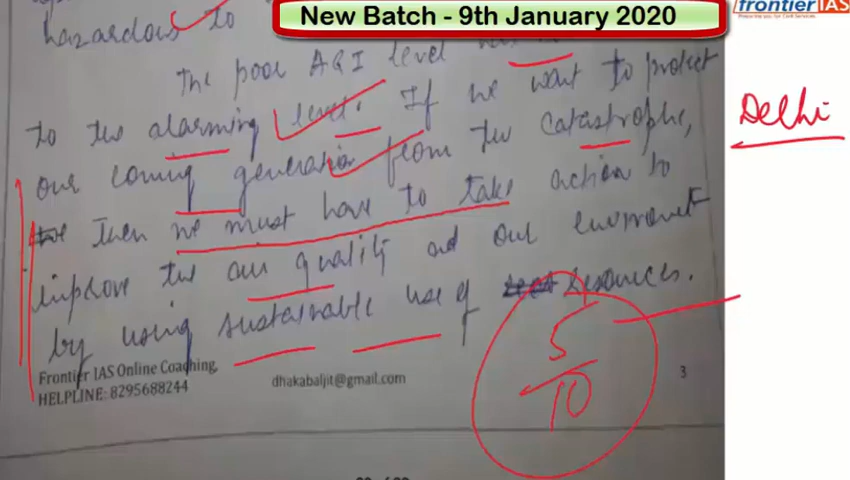 New Batch - 9th January 2020
frontier IAS
hazardous to
The poor AQI level
to the alarming level. If we want to protect
our coming generation from the catastrophe,
then we must have to take action to
improve the air quality and our enviroment
by using sustainable use of resources.
Delhi
5
10
Frontier IAS Online Coaching,
HELPLINE: 8295688244
dhakabaljit@gmail.com
3